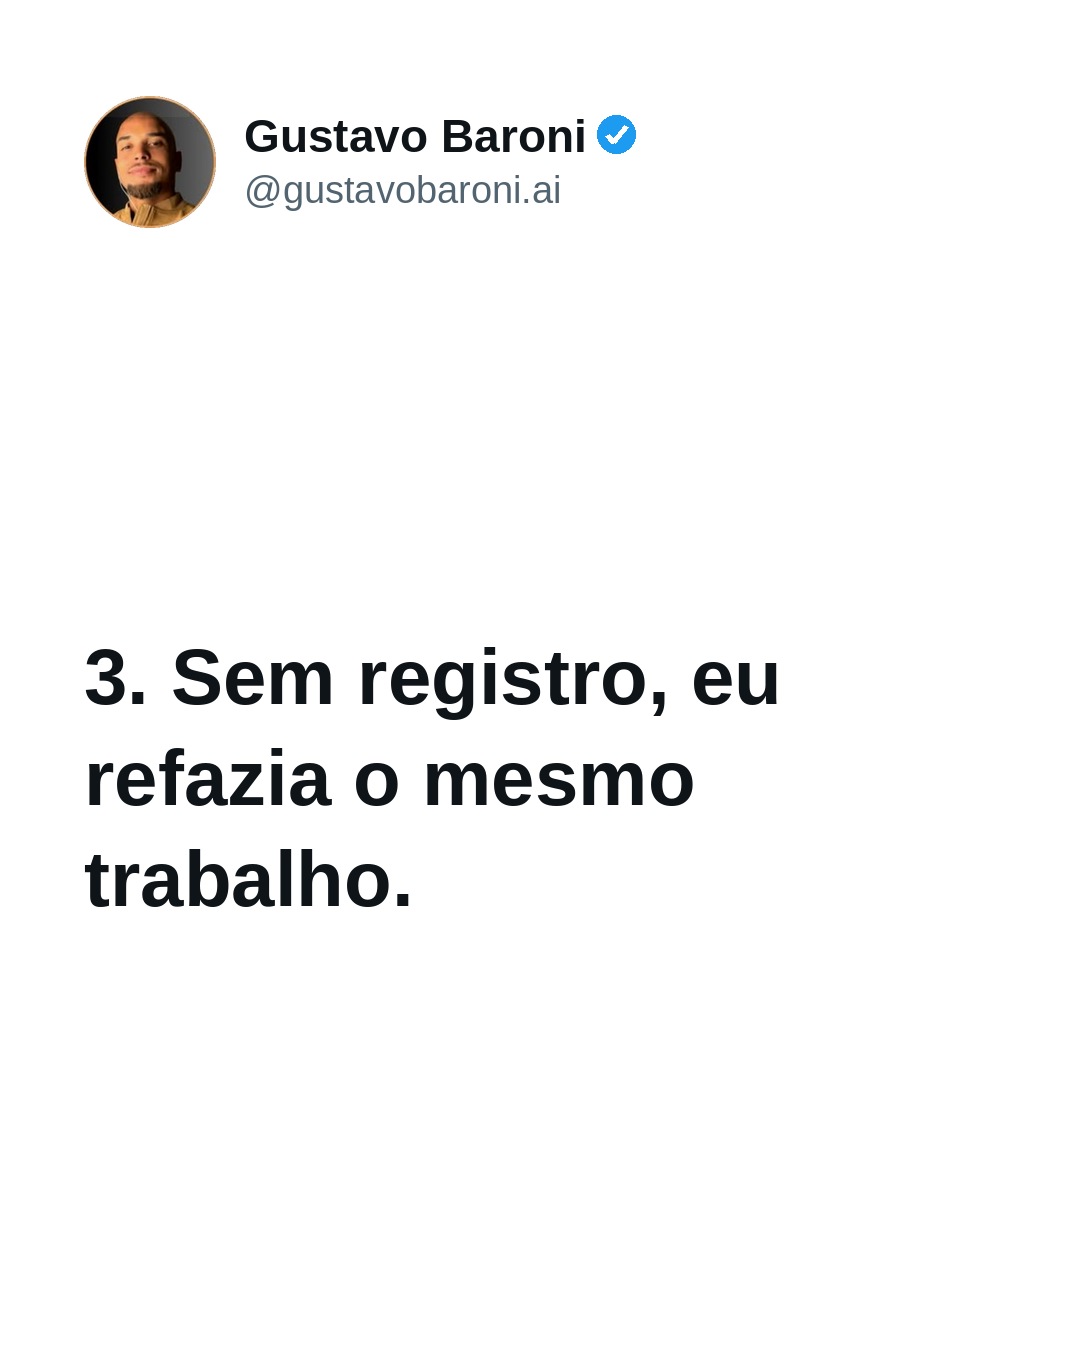 Gustavo Baroni
@gustavobaroni.ai
3. Sem registro, eu
refazia o mesmo
trabalho.